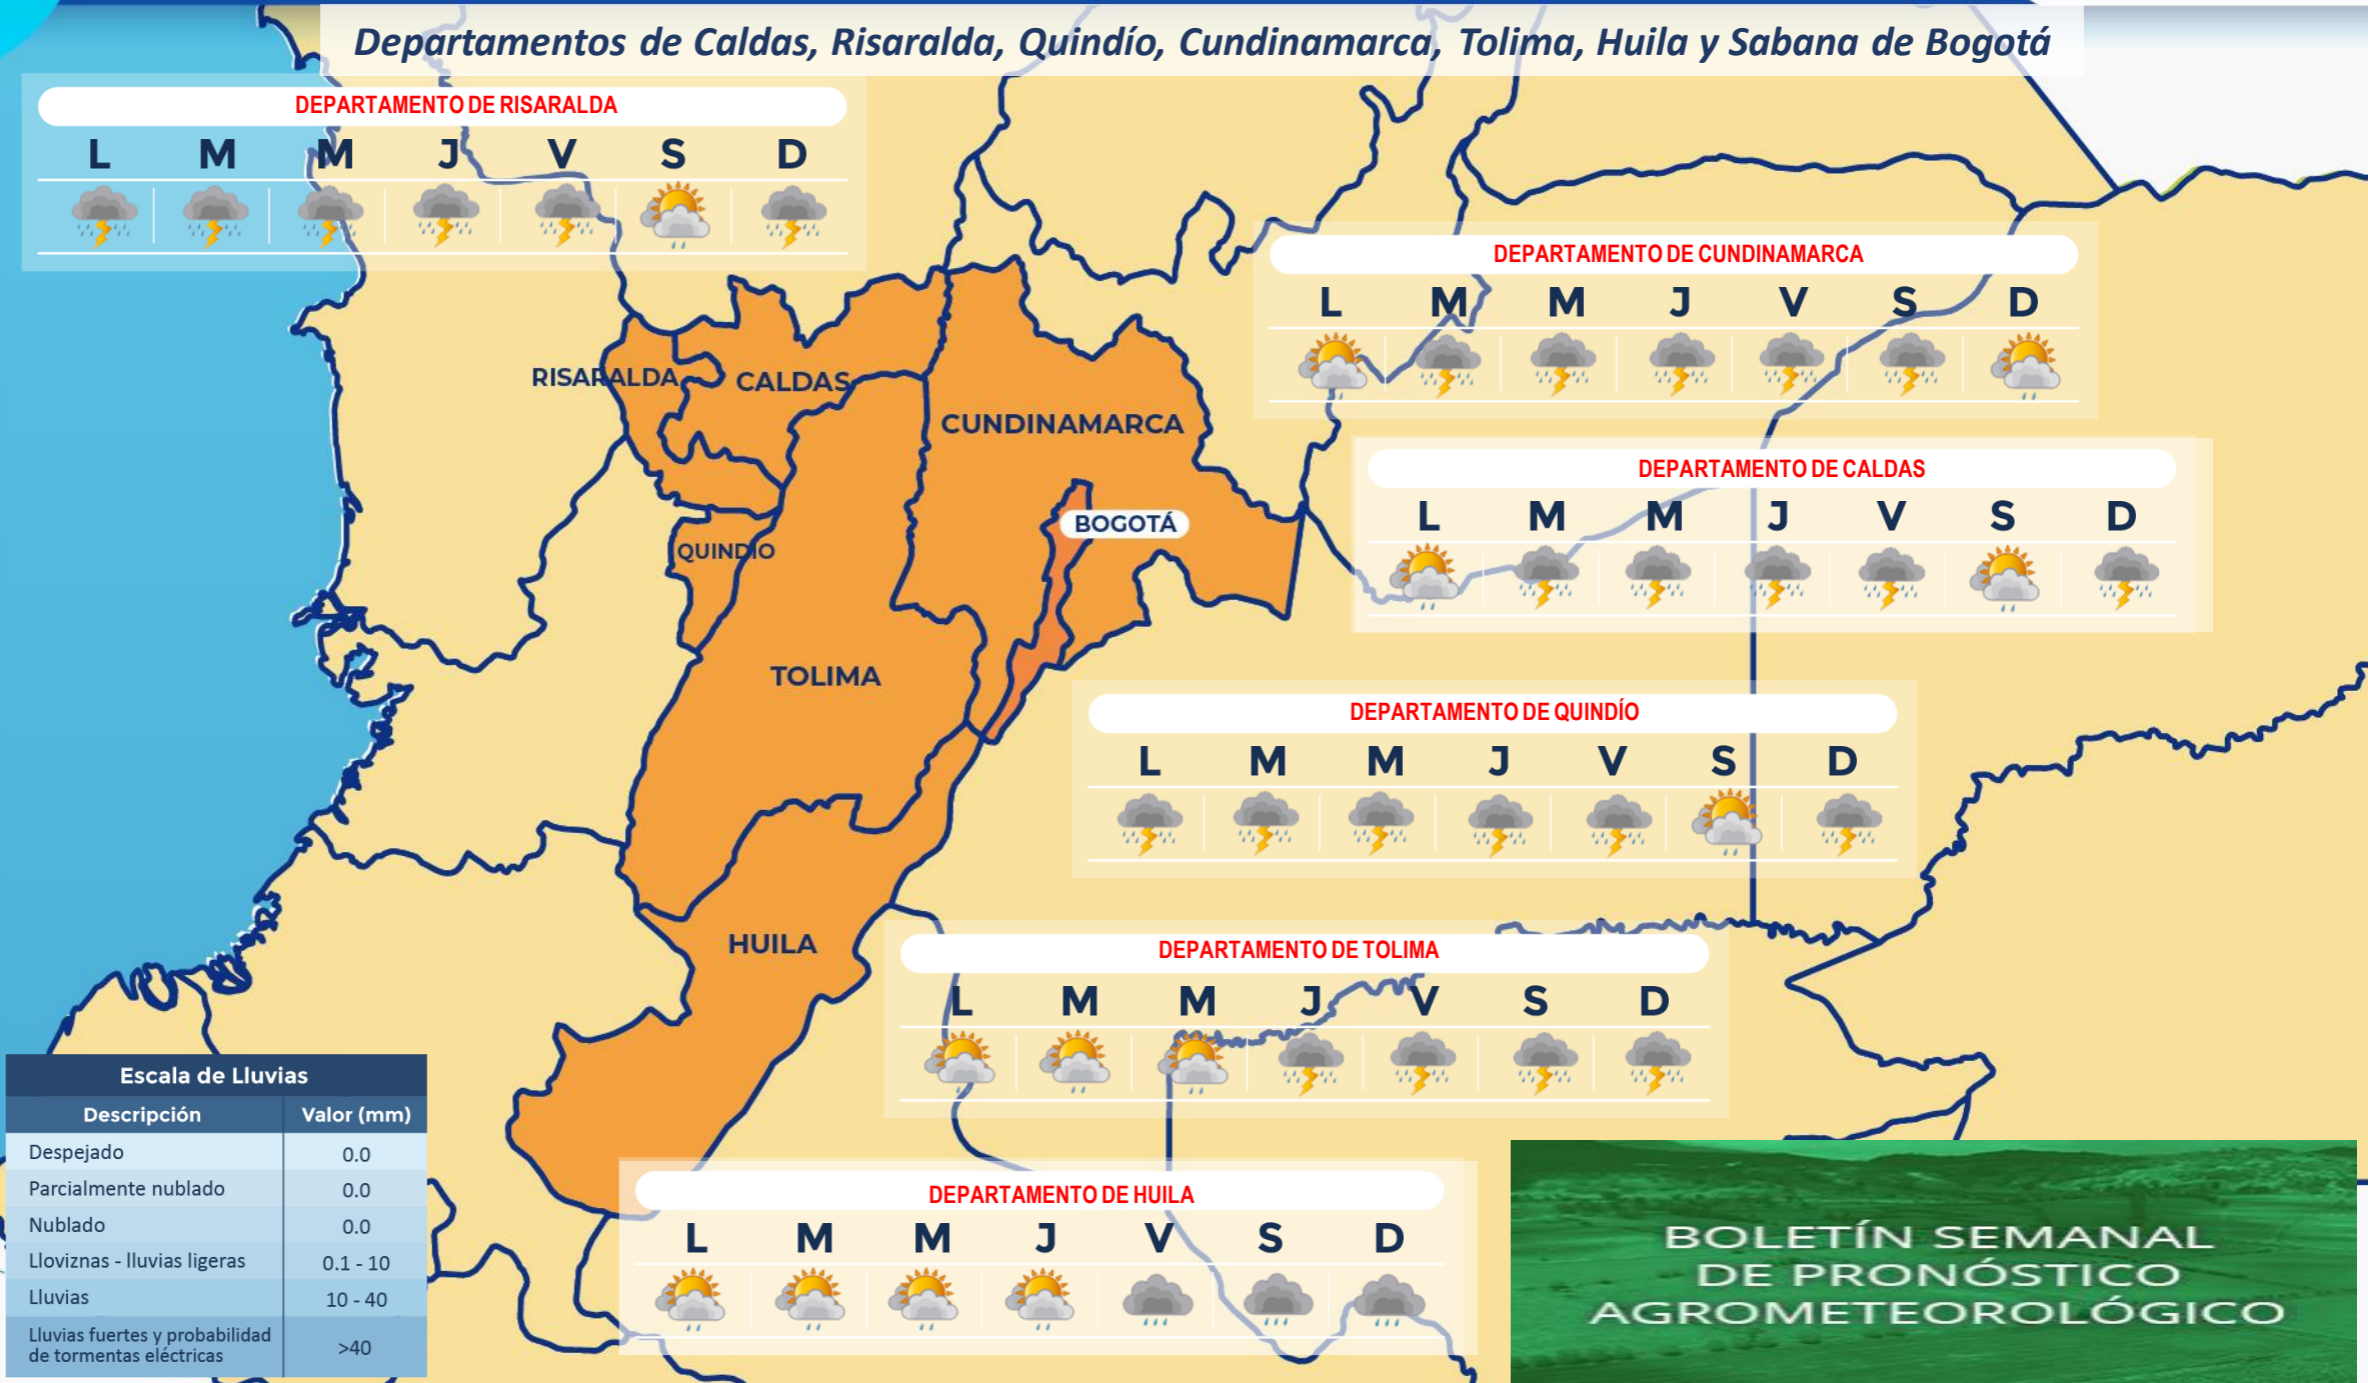 Departamentos de Caldas, Risaralda, Quindío, Cundinamarca, Tolima, Huila y Sabana de Bogotá
DEPARTAMENTO DE RISARALDA
L M M J V S D
DEPARTAMENTO DE CUNDINAMARCA
L M M J V S D
RISARALDA
CALDAS
CUNDINAMARCA
DEPARTAMENTO DE CALDAS
L M M J V S D
BOGOTÁ
QUINDIO
TOLIMA
DEPARTAMENTO DE QUINDÍO
L M M J V S D
HUILA
DEPARTAMENTO DE TOLIMA
L M M J V S D
DEPARTAMENTO DE HUILA
L M M J V S D
Escala de Lluvias
Descripción Valor (mm)
Despejado 0.0
Parcialmente nublado 0.0
Nublado 0.0
Lloviznas - lluvias ligeras 0.1 - 10
Lluvias 10 - 40
Lluvias fuertes y probabilidad
de tormentas eléctricas >40
BOLETÍN SEMANAL
DE PRONÓSTICO
AGROMETEOROLÓGICO